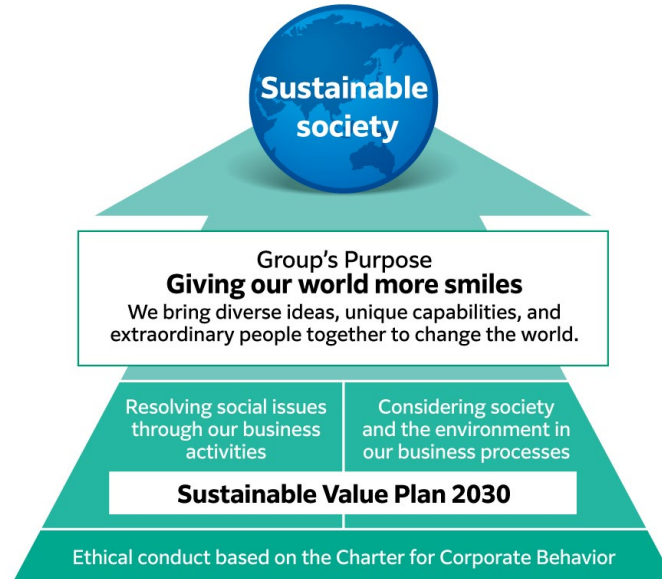 Sustainable
society
Group’s Purpose
Giving our world more smiles
We bring diverse ideas, unique capabilities, and
extraordinary people together to change the world.
Resolving social issues
through our business
activities
Considering society
and the environment in
our business processes
Sustainable Value Plan 2030
Ethical conduct based on the Charter for Corporate Behavior